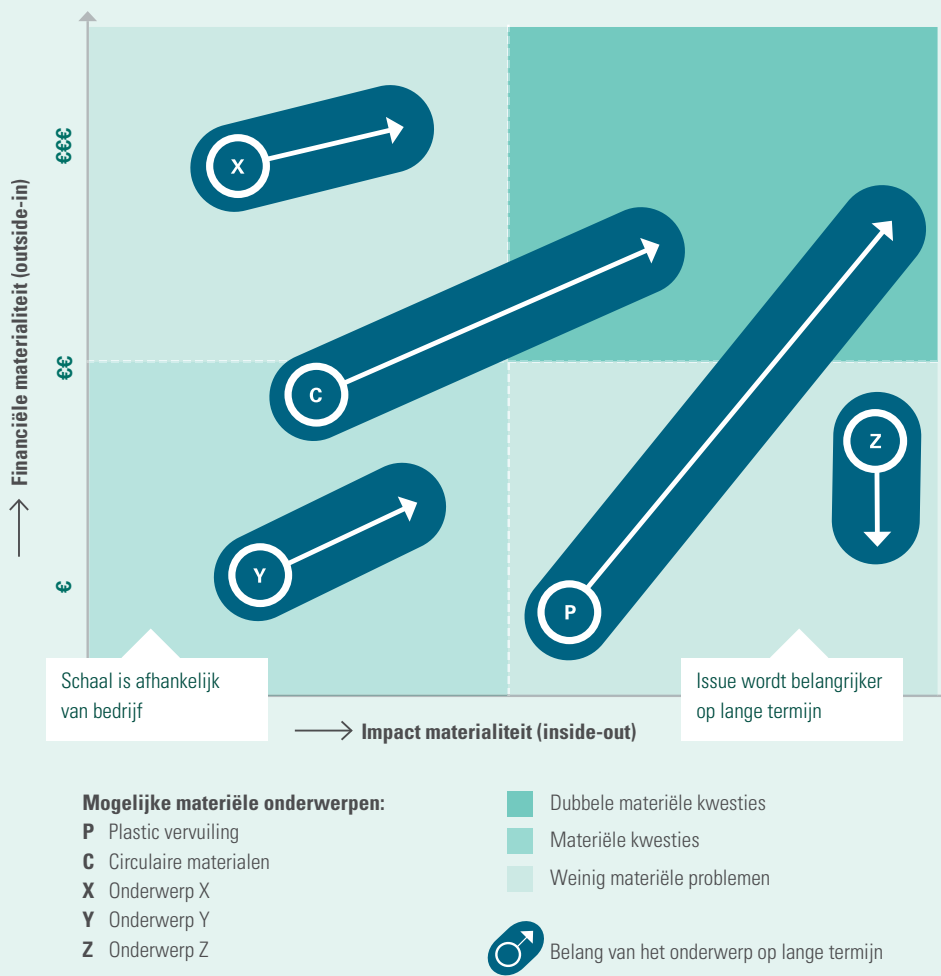 €€€
€€
€
Financiële materialiteit (outside-in)
X
C
Y
P
Z
Schaal is afhankelijk
van bedrijf
Issue wordt belangrijker
op lange termijn
Impact materialiteit (inside-out)
Mogelijke materiële onderwerpen:
P Plastic vervuiling
C Circulaire materialen
X Onderwerp X
Y Onderwerp Y
Z Onderwerp Z
Dubbele materiële kwesties
Materiële kwesties
Weinig materiële problemen
Belang van het onderwerp op lange termijn